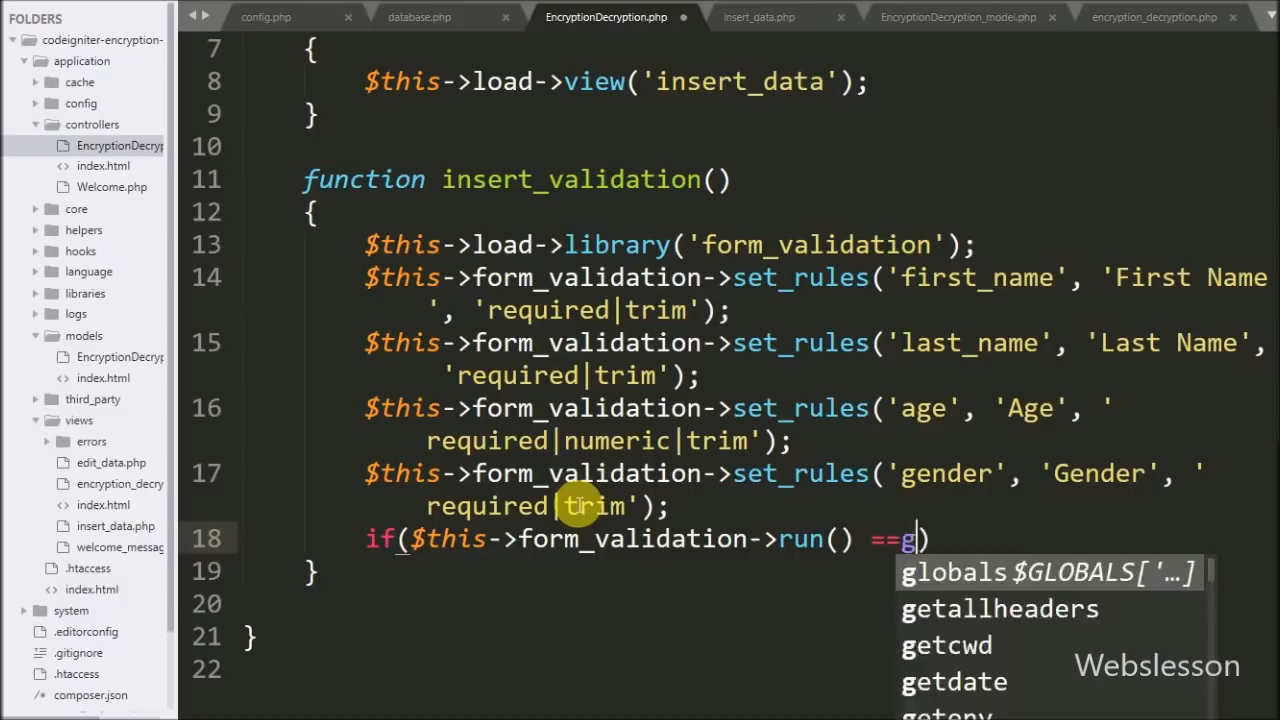 FOLDERS
codeigniter-encryption-
application
cache
config
controllers
EncryptionDecryp
index.html
Welcome.php
core
helpers
hooks
language
libraries
logs
models
EncryptionDecryp
index.html
third_party
views
errors
edit_data.php
encryption_decry
index.html
insert_data.php
welcome_messag
.htaccess
index.html
system
.editorconfig
.gitignore
.htaccess
composer.json
config.php × database.php × EncryptionDecryption.php insert_data.php × EncryptionDecryption_model.php × encryption_decryption.php ×
7 {
8 $this->load->view('insert_data');
9 }
10
11 function insert_validation()
12 {
13 $this->load->library('form_validation');
14 $this->form_validation->set_rules('first_name', 'First Name
', 'required|trim');
15 $this->form_validation->set_rules('last_name', 'Last Name',
'required|trim');
16 $this->form_validation->set_rules('age', 'Age', '
required|numeric|trim');
17 $this->form_validation->set_rules('gender', 'Gender', '
required|trim');
18 if($this->form_validation->run() ==g)
19 }
20
21 }
22
globals $GLOBALS['…]
getallheaders
getcwd
getdate
getenv
Webslesson